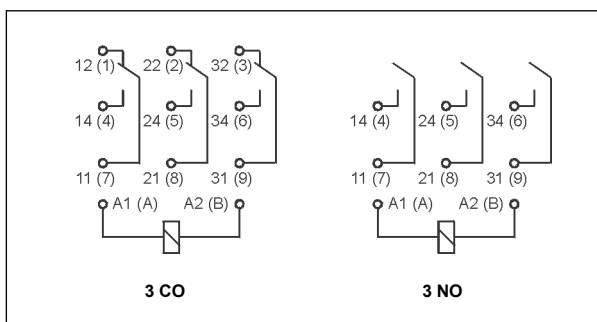 12 (1) 22 (2) 32 (3)
14 (4) 24 (5) 34 (6) 14 (4) 24 (5) 34 (6)
11 (7) 21 (8) 31 (9) 11 (7) 21 (8) 31 (9)
A1 (A) A2 (B) A1 (A) A2 (B)
3 CO 3 NO